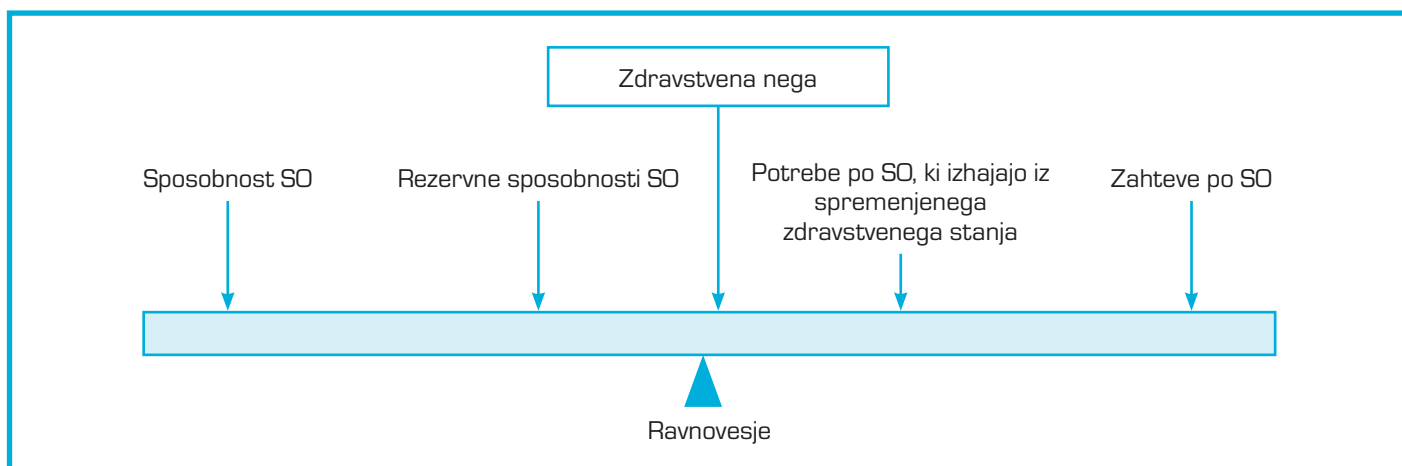 Zdravstvena nega
Sposobnost SO
Rezervne sposobnosti SO
Potrebe po SO, ki izhajajo iz
spremenjenega
zdravstvenega stanja
Zahteve po SO
Ravnovesje